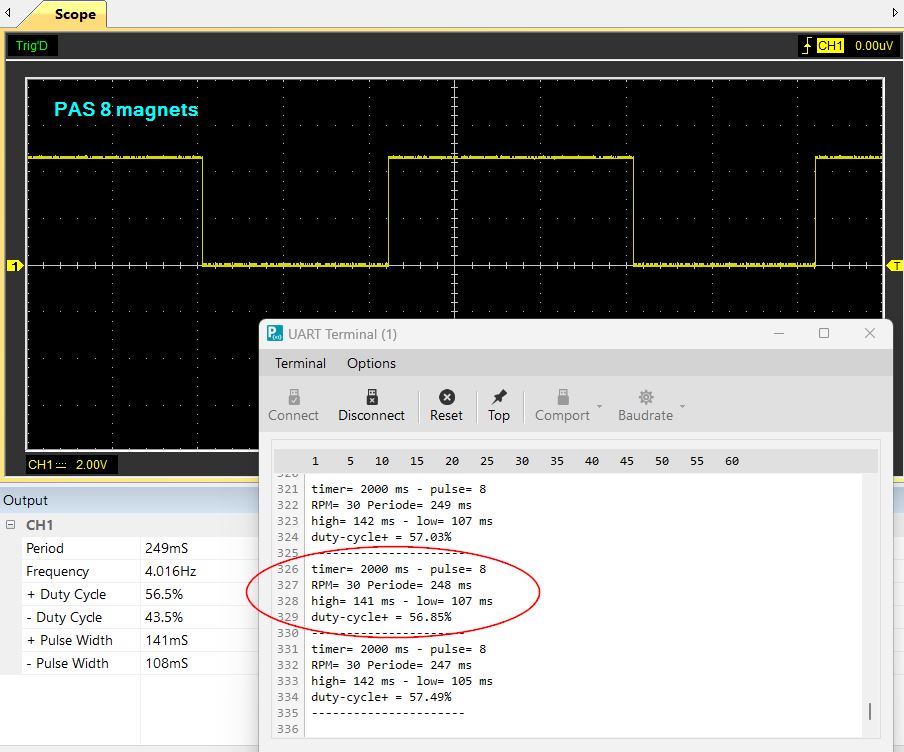 Scope
Trig'D
CH1 0.00uV
PAS 8 magnets
1
T
CH1 2.00V
UART Terminal (1)
Terminal Options
Connect Disconnect Reset Top Comport Baudrate
1 5 10 15 20 25 30 35 40 45 50 55 60
321 timer= 2000 ms - pulse= 8
322 RPM= 30 Periode= 249 ms
323 high= 142 ms - low= 107 ms
324 duty-cycle+ = 57.03%
325 ----------------------
326 timer= 2000 ms - pulse= 8
327 RPM= 30 Periode= 248 ms
328 high= 141 ms - low= 107 ms
329 duty-cycle+ = 56.85%
330 ----------------------
331 timer= 2000 ms - pulse= 8
332 RPM= 30 Periode= 247 ms
333 high= 142 ms - low= 105 ms
334 duty-cycle+ = 57.49%
335 ----------------------
336
Output
CH1
Period 249mS
Frequency 4.016Hz
+ Duty Cycle 56.5%
- Duty Cycle 43.5%
+ Pulse Width 141mS
- Pulse Width 108mS